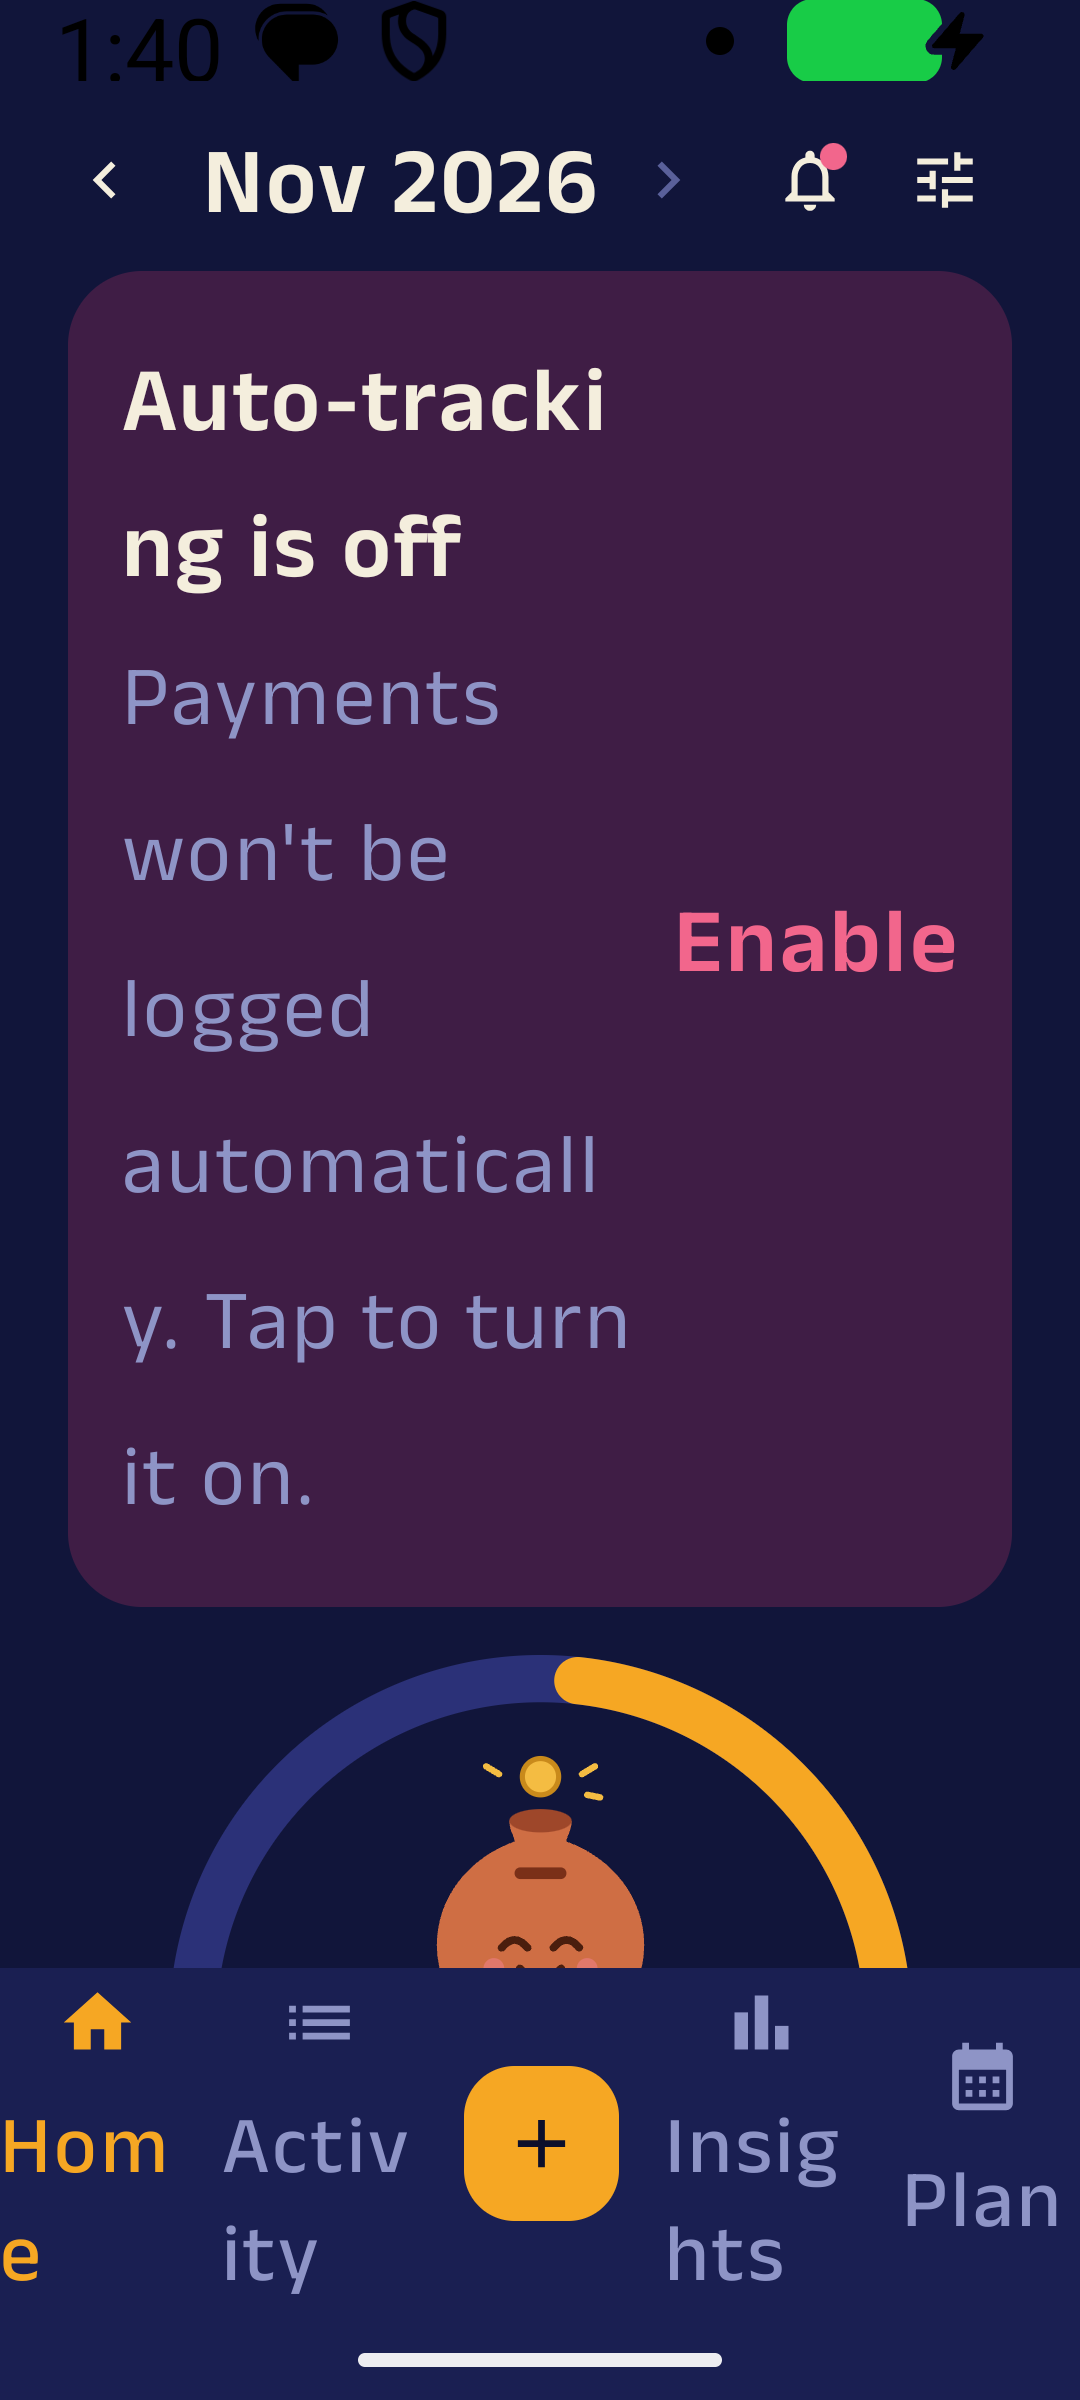 1:40
Nov 2026
Auto-tracki
ng is off
Payments
won't be
logged
automaticall
y. Tap to turn
it on.
Enable
Hom
e
Activ
ity
+
Insig
hts
Plan